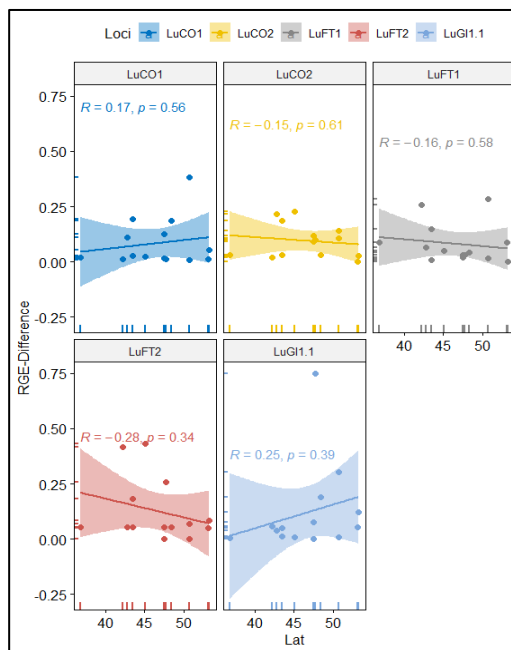 Loci LuCO1 LuCO2 LuFT1 LuFT2 LuGI1.1
LuCO1 LuCO2 LuFT1
0.75
0.50
0.25
0.00
-0.25
R = 0.17, p = 0.56
R = −0.15, p = 0.61
R = −0.16, p = 0.58
40 45 50
RGE-Difference
LuFT2 LuGI1.1
0.75
0.50
0.25
0.00
-0.25
R = −0.28, p = 0.34
R = 0.25, p = 0.39
40 45 50 40 45 50
Lat